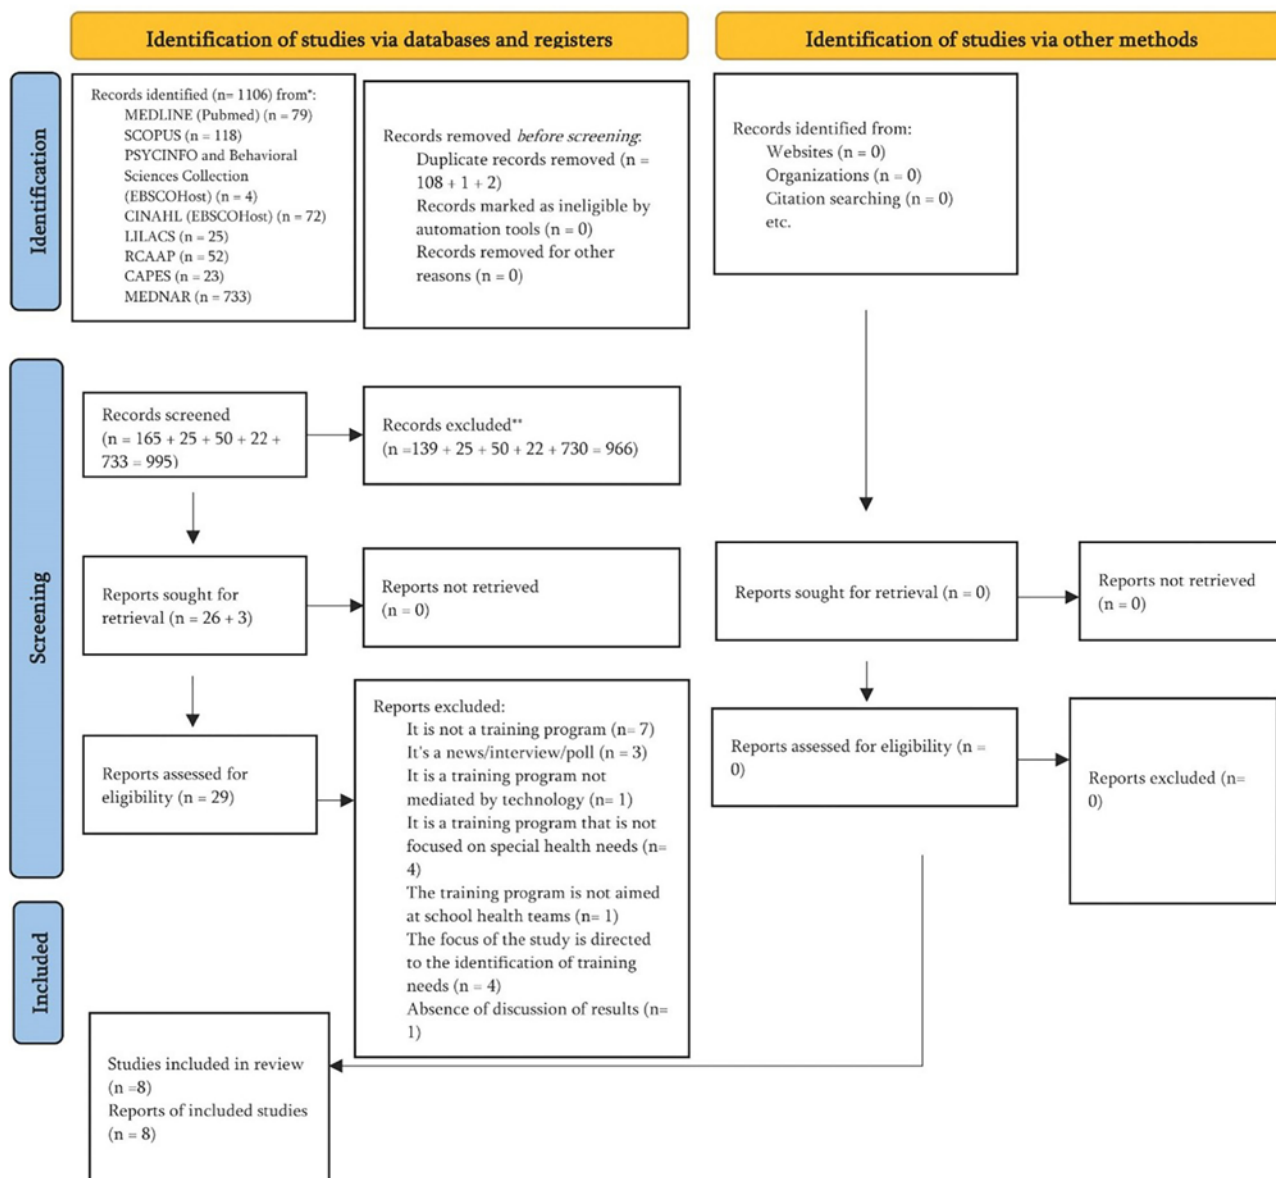 Identification of studies via databases and registers
Identification of studies via other methods
Identification
Records identified (n= 1106) from*:
MEDLINE (Pubmed) (n = 79)
SCOPUS (n = 118)
PSYCINFO and Behavioral
Sciences Collection
(EBSCOHost) (n = 4)
CINAHL (EBSCOHost) (n = 72)
LILACS (n = 25)
RCAAP (n = 52)
CAPES (n = 23)
MEDNAR (n = 733)
Records removed before screening:
Duplicate records removed (n =
108 + 1 + 2)
Records marked as ineligible by
automation tools (n = 0)
Records removed for other
reasons (n = 0)
Records identified from:
Websites (n = 0)
Organizations (n = 0)
Citation searching (n = 0)
etc.
Screening
Records screened
(n = 165 + 25 + 50 + 22 +
733 = 995)
Records excluded**
(n =139 + 25 + 50 + 22 + 730 = 966)
Reports sought for
retrieval (n = 26 + 3)
Reports not retrieved
(n = 0)
Reports sought for retrieval (n = 0)
Reports not retrieved
(n = 0)
Reports assessed for
eligibility (n = 29)
Reports excluded:
It is not a training program (n= 7)
It's a news/interview/poll (n = 3)
It is a training program not
mediated by technology (n= 1)
It is a training program that is not
focused on special health needs (n=
4)
The training program is not aimed
at school health teams (n= 1)
The focus of the study is directed
to the identification of training
needs (n = 4)
Absence of discussion of results (n=
1)
Reports assessed for eligibility (n =
0)
Reports excluded (n=
0)
Included
Studies included in review
(n =8)
Reports of included studies
(n = 8)